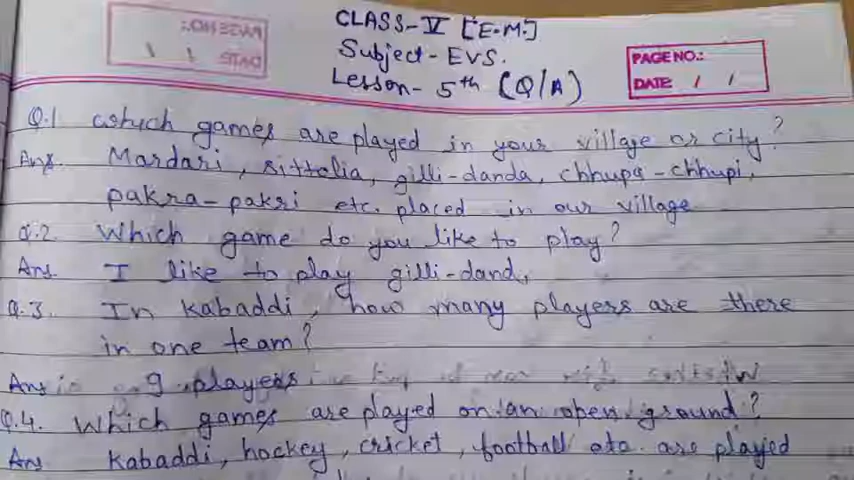 CLASS-V [E.M.]
Subject - EVS.
Lesson - 5th (Q/A)
PAGE NO.:
DATE: / /
Q.1 Which games are played in your village or city?
Ans. Mardari, sittolia, gilli-danda, chhupa-chhupi,
pakra-pakri etc. placed in our village
Q.2. Which game do you like to play?
Ans. I like to play gilli-dand.
Q.3. In kabaddi, how many players are there
in one team?
Ans 9 players
Q.4. Which games are played on an open ground?
Ans Kabaddi, hockey, cricket, football etc. are played